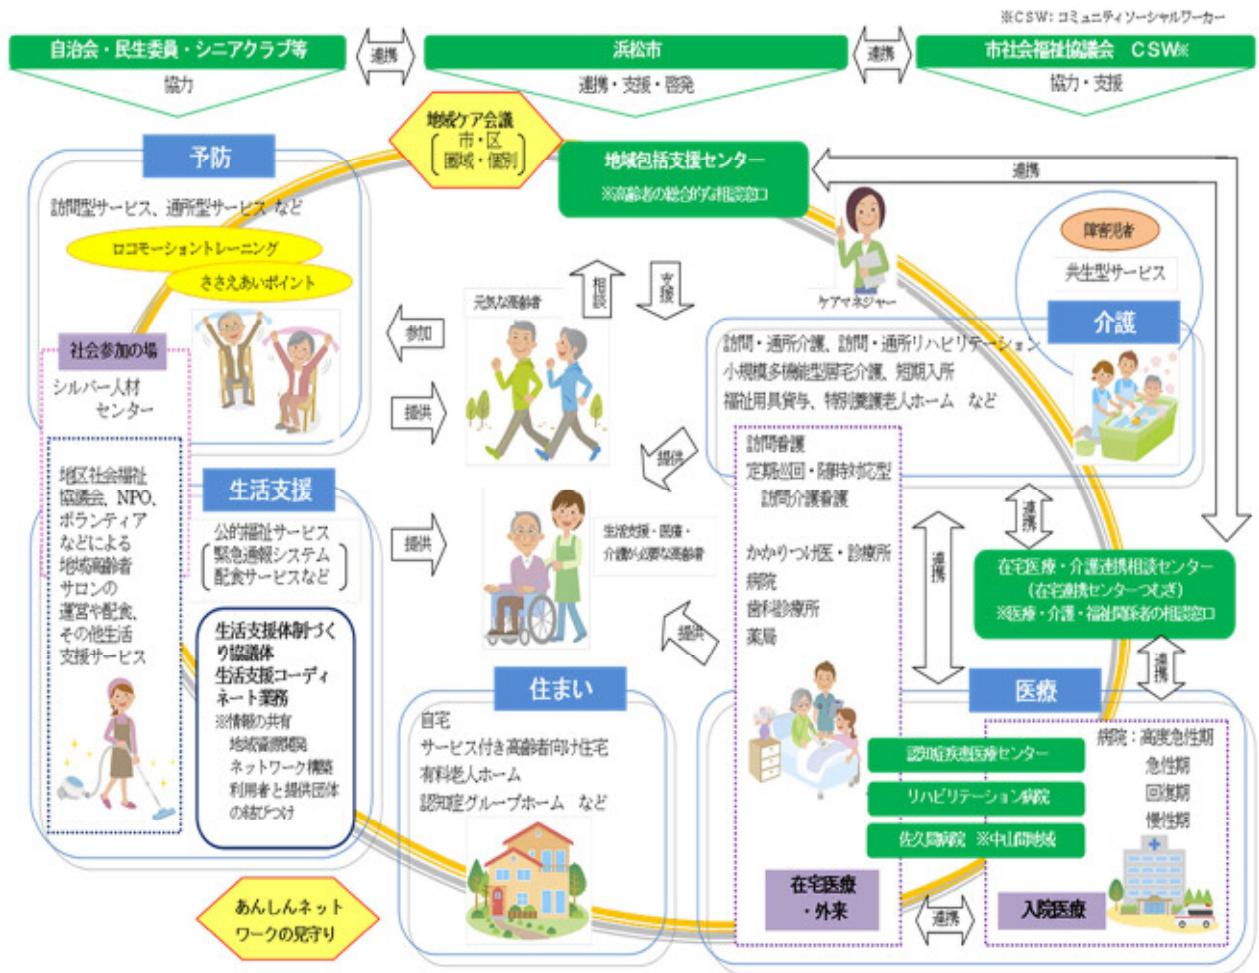 ※CSW：コミュニティソーシャルワーカー
自治会・民生委員・シニアクラブ等
連携
浜松市
連携
市社会福祉協議会　CSW※
協力
連携・支援・啓発
協力・支援
地域ケア会議
市・区
圏域・個別
地域包括支援センター
※高齢者の総合的な相談窓口
連携
予防
訪問型サービス、通所型サービス など
ロコモーショントレーニング
ささえあいポイント
社会参加の場
シルバー人材
センター
参加
提供
元気な高齢者
相談
支援
ケアマネジャー
障害児者
共生型サービス
介護
訪問・通所介護、訪問・通所リハビリテーション
小規模多機能型居宅介護、短期入所
福祉用具貸与、特別養護老人ホーム　など
訪問看護
定期巡回・随時対応型
訪問介護看護
かかりつけ医・診療所
病院
歯科診療所
薬局
提供
地区社会福祉
協議会、NPO、
ボランティア
などによる
地域高齢者
サロンの
運営や配食、
その他生活
支援サービス
生活支援
公的福祉サービス
緊急通報システム
配食サービスなど
提供
生活支援体制づく
り協議体
生活支援コーディ
ネート業務
※情報の共有
地域資源開発
ネットワーク構築
利用者と提供団体
の結びつけ
生活支援・医療・
介護が必要な高齢者
提供
連携
連携
在宅医療・介護連携相談センター
(在宅連携センターつむぎ)
※医療・介護・福祉関係者の相談窓口
連携
住まい
自宅
サービス付き高齢者向け住宅
有料老人ホーム
認知症グループホーム　など
医療
認知症疾患医療センター
リハビリテーション病院
佐久間病院　※中山間地域
病院：高度急性期
急性期
回復期
慢性期
在宅医療
・外来
連携
入院医療
あんしんネット
ワークの見守り